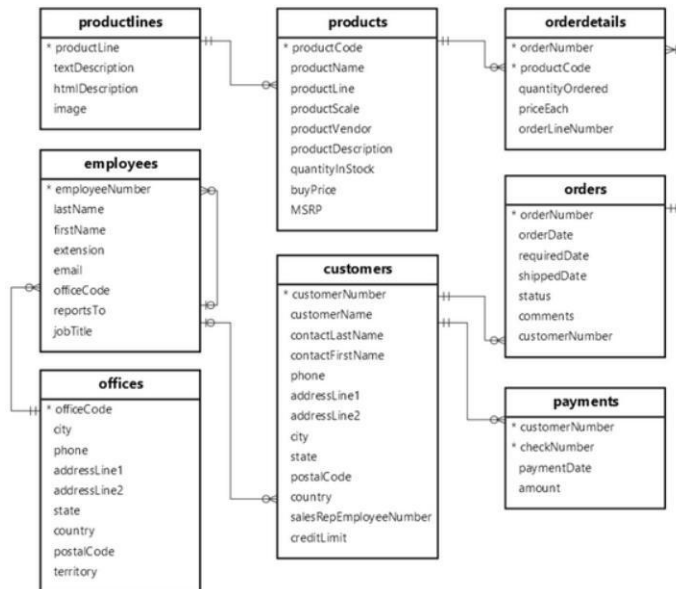 productlines
* productLine
textDescription
htmlDescription
image
products
* productCode
productName
productLine
productScale
productVendor
productDescription
quantityInStock
buyPrice
MSRP
orderdetails
* orderNumber
* productCode
quantityOrdered
priceEach
orderLineNumber
employees
* employeeNumber
lastName
firstName
extension
email
officeCode
reportsTo
jobTitle
customers
* customerNumber
customerName
contactLastName
contactFirstName
phone
addressLine1
addressLine2
city
state
postalCode
country
salesRepEmployeeNumber
creditLimit
orders
* orderNumber
orderDate
requiredDate
shippedDate
status
comments
customerNumber
offices
* officeCode
city
phone
addressLine1
addressLine2
state
country
postalCode
territory
payments
* customerNumber
* checkNumber
paymentDate
amount